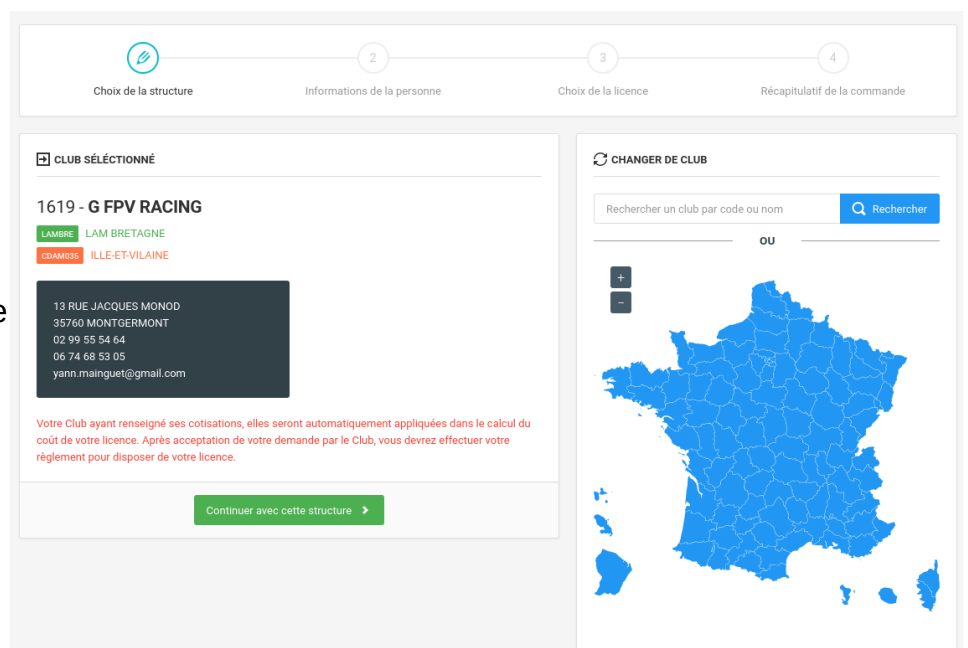 2
3
4
Choix de la structure
Informations de la personne
Choix de la licence
Récapitulatif de la commande
CLUB SÉLÉCTIONNÉ
1619 - G FPV RACING
LAMBRE LAM BRETAGNE
CDAM035 ILLE-ET-VILAINE
13 RUE JACQUES MONOD
35760 MONTGERMONT
02 99 55 54 64
06 74 68 53 05
yann.mainguet@gmail.com
Votre Club ayant renseigné ses cotisations, elles seront automatiquement appliquées dans le calcul du
coût de votre licence. Après acceptation de votre demande par le Club, vous devrez effectuer votre
règlement pour disposer de votre licence.
Continuer avec cette structure
CHANGER DE CLUB
Rechercher un club par code ou nom
Rechercher
OU
+
-